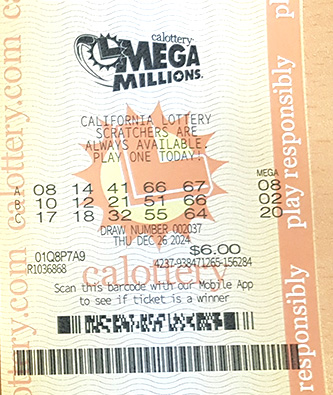 calottery
MEGA
MILLIONS
CALIFORNIA LOTTERY
SCRATCHERS ARE
ALWAYS AVAILABLE.
PLAY ONE TODAY!
MEGA
A 08 14 41 66 67 08
B 10 12 21 51 66 02
C 17 18 32 55 64 20
DRAW NUMBER 002037
THU DEC 26 2024
$6.00
01Q8P7A9
R1036868 4237-938471265-156284
calottery
Scan this barcode with our Mobile App
to see if ticket is a winner
calottery.com calottery.com
play responsibly
responsibly